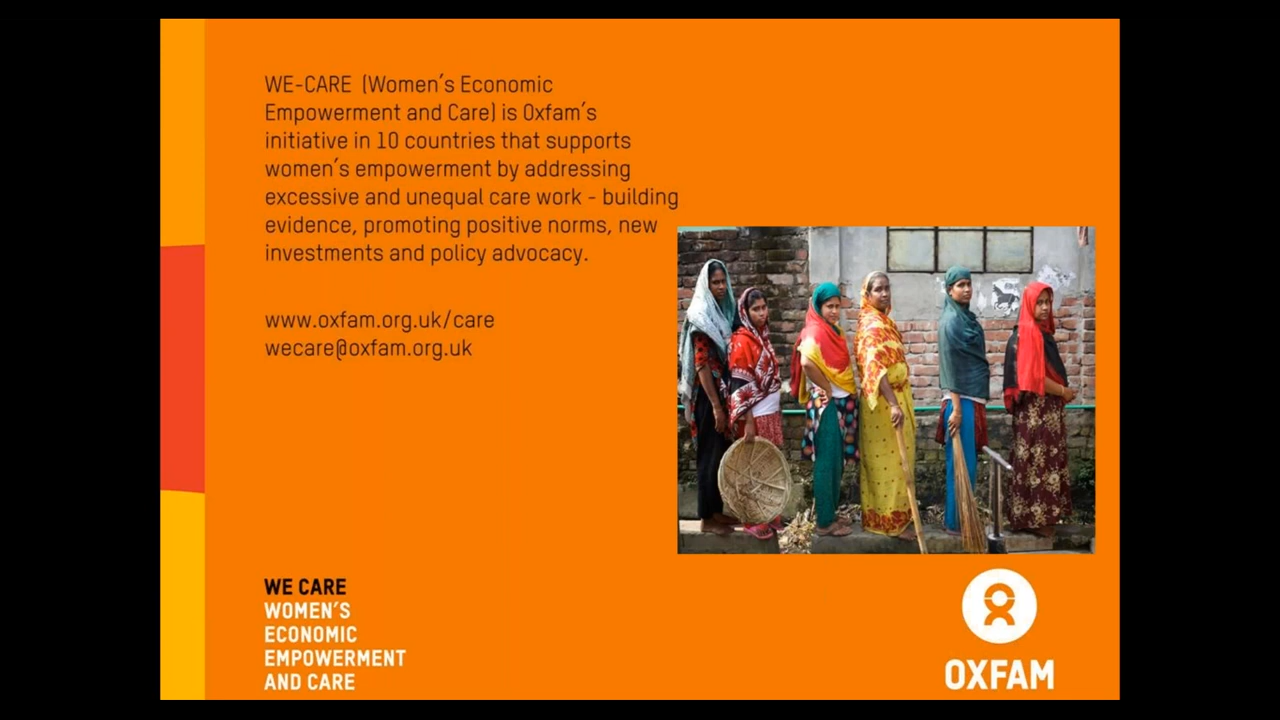 WE-CARE (Women's Economic
Empowerment and Care) is Oxfam's
initiative in 10 countries that supports
women's empowerment by addressing
excessive and unequal care work - building
evidence, promoting positive norms, new
investments and policy advocacy.
www.oxfam.org.uk/care
wecare@oxfam.org.uk
WE CARE
WOMEN'S
ECONOMIC
EMPOWERMENT
AND CARE
OXFAM